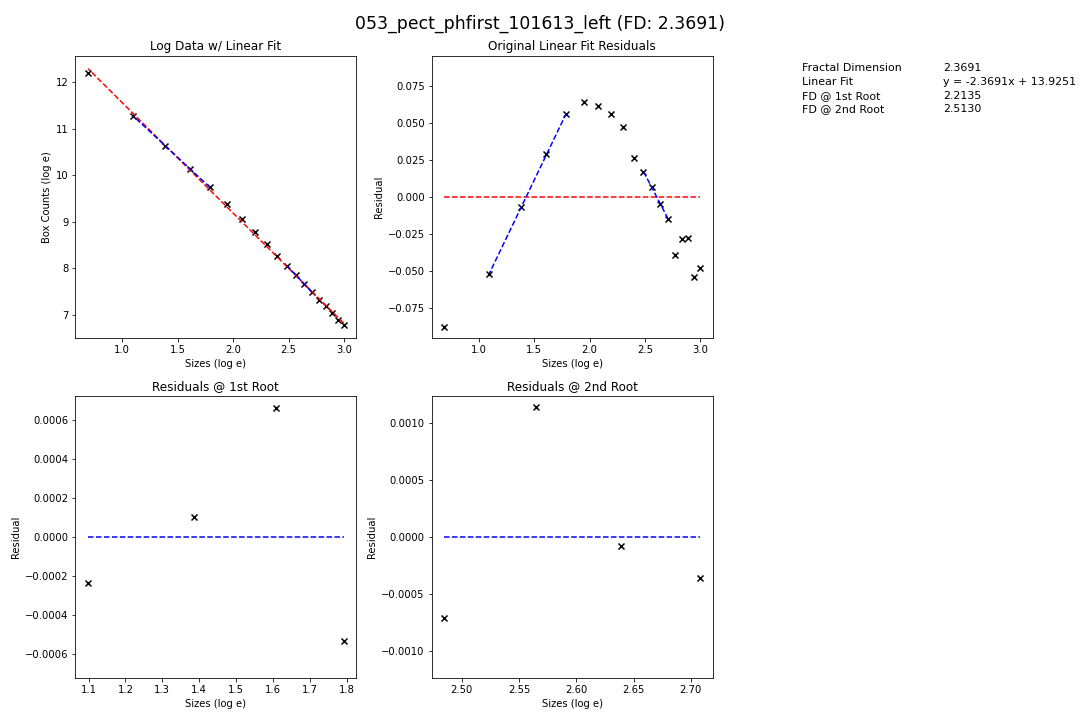 053_pect_phfirst_101613_left (FD: 2.3691)
Log Data w/ Linear Fit
12
11
10
9
8
7
Box Counts (log e)
1.0 1.5 2.0 2.5 3.0
Sizes (log e)
Original Linear Fit Residuals
0.075
0.050
0.025
0.000
−0.025
−0.050
−0.075
Residual
1.0 1.5 2.0 2.5 3.0
Sizes (log e)
Fractal Dimension 2.3691
Linear Fit y = -2.3691x + 13.9251
FD @ 1st Root 2.2135
FD @ 2nd Root 2.5130
Residuals @ 1st Root
0.0006
0.0004
0.0002
0.0000
−0.0002
−0.0004
−0.0006
Residual
1.1 1.2 1.3 1.4 1.5 1.6 1.7 1.8
Sizes (log e)
Residuals @ 2nd Root
0.0010
0.0005
0.0000
−0.0005
−0.0010
Residual
2.50 2.55 2.60 2.65 2.70
Sizes (log e)